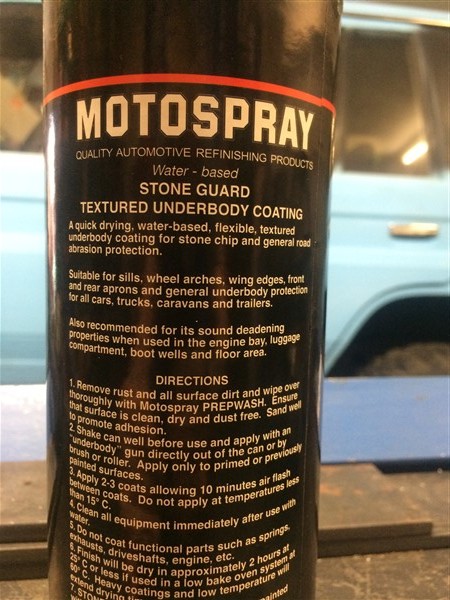 MOTOSPRAY
QUALITY AUTOMOTIVE REFINISHING PRODUCTS
Water - based
STONE GUARD
TEXTURED UNDERBODY COATING
A quick drying, water-based, flexible, textured
underbody coating for stone chip and general road
abrasion protection.
Suitable for sills, wheel arches, wing edges, front
and rear aprons and general underbody protection
for all cars, trucks, caravans and trailers.
Also recommended for its sound deadening
properties when used in the engine bay, luggage
compartment, boot wells and floor area.
DIRECTIONS
1. Remove rust and all surface dirt and wipe over
thoroughly with Motospray PREPWASH. Ensure
that surface is clean, dry and dust free. Sand well
to promote adhesion.
2. Shake can well before use and apply with an
"underbody" gun directly out of the can or by
brush or roller. Apply only to primed or previously
painted surfaces.
3. Apply 2-3 coats allowing 10 minutes air flash
between coats. Do not apply at temperatures less
than 15° C.
4. Clean all equipment immediately after use with
water.
5. Do not coat functional parts such as springs,
exhausts, driveshafts, engine, etc.
6. Finish will be dry in approximately 2 hours at
25° C or less if used in a low bake oven system at
60° C. Heavy coatings and low temperature will
extend drying
7. painted